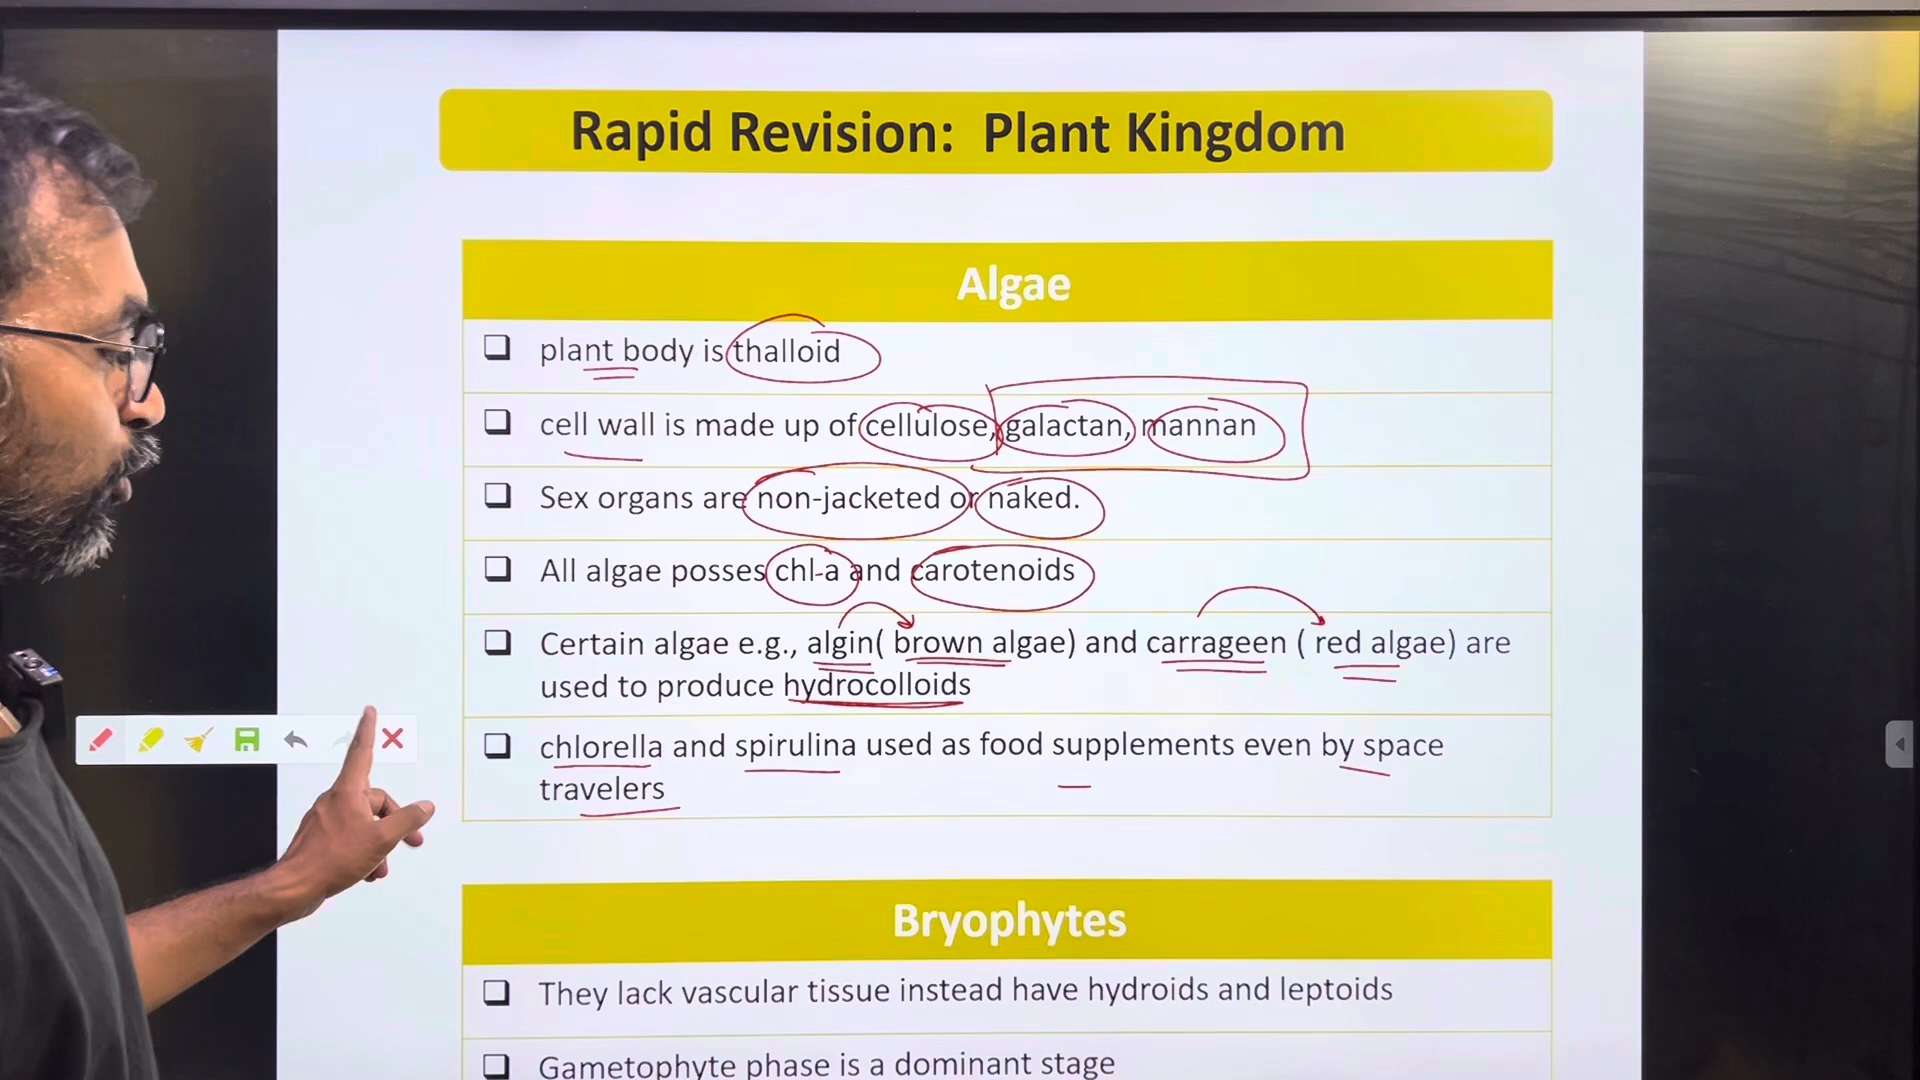 Rapid Revision: Plant Kingdom
Algae
plant body is thalloid
cell wall is made up of cellulose, galactan, mannan
Sex organs are non-jacketed or naked.
All algae posses chl-a and carotenoids
Certain algae e.g., algin( brown algae) and carrageen ( red algae) are
used to produce hydrocolloids
chlorella and spirulina used as food supplements even by space
travelers
Bryophytes
They lack vascular tissue instead have hydroids and leptoids
Gametophyte phase is a dominant stage